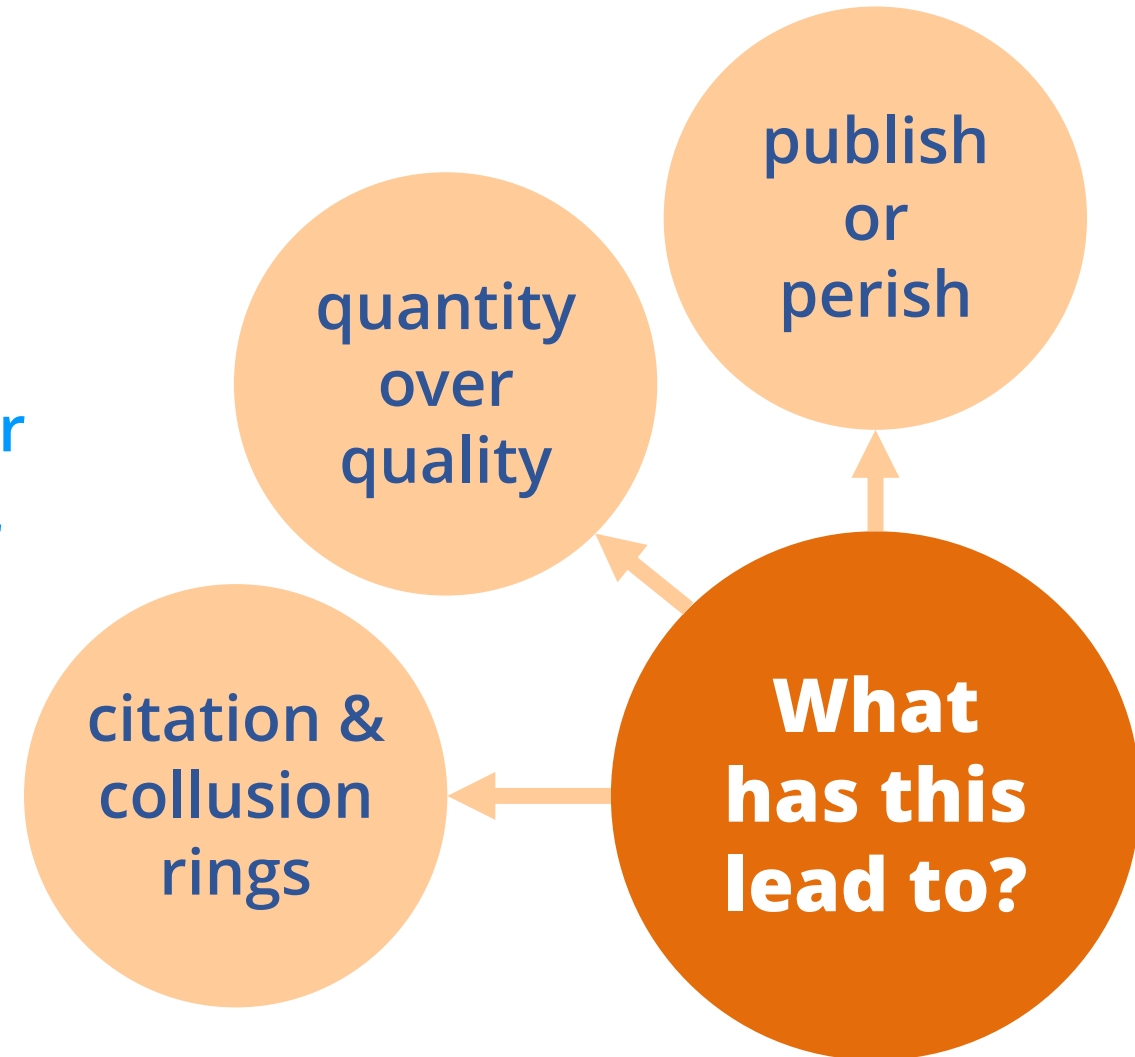 publish
or
perish
quantity
over
quality
citation &
collusion
rings
What
has this
lead to?